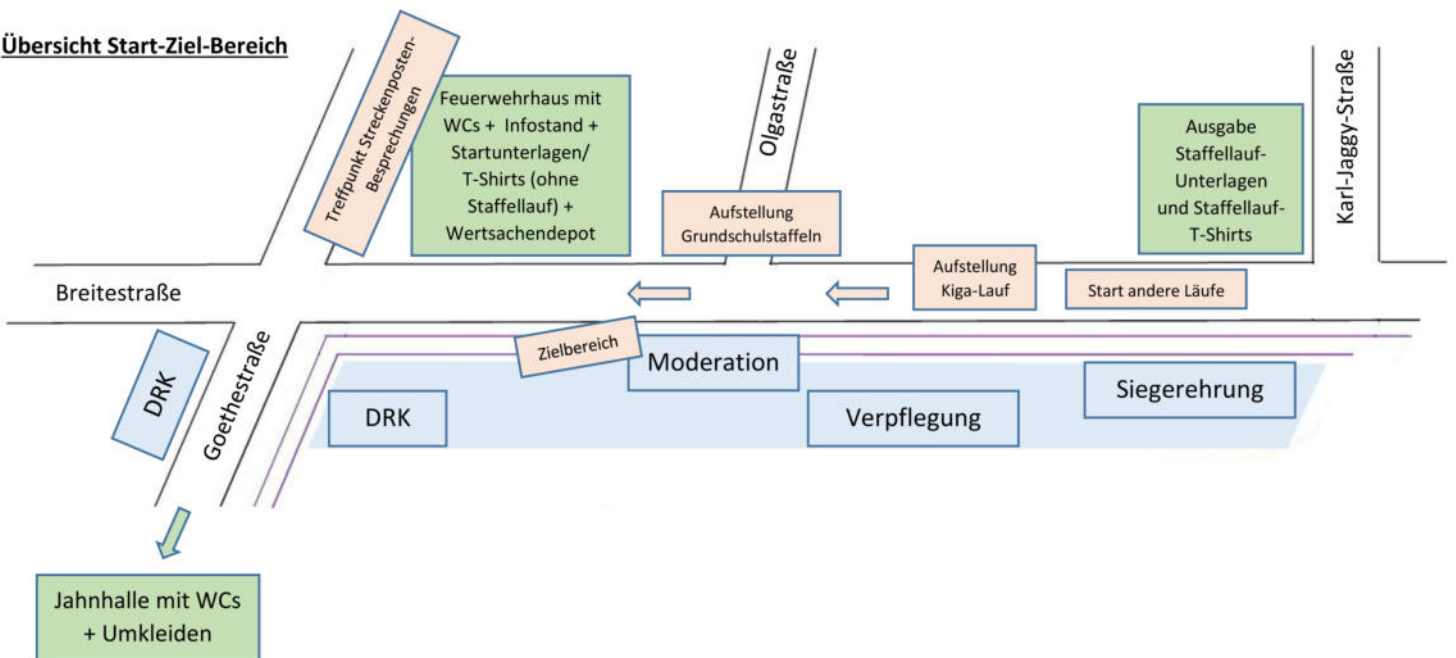 Übersicht Start-Ziel-Bereich
Treffpunkt Streckenposten-
Besprechungen
Feuerwehrhaus mit
WCs + Infostand +
Startunterlagen/
T-Shirts (ohne
Staffellauf) +
Wertsachendepot
Olgastraße
Aufstellung
Grundschulstaffeln
Ausgabe
Staffellauf-
Unterlagen
und Staffellauf-
T-Shirts
Karl-Jaggy-Straße
Breitestraße
Aufstellung
Kiga-Lauf
Start andere Läufe
DRK
Goethestraße
Zielbereich
Moderation
DRK
Verpflegung
Siegerehrung
Jahnhalle mit WCs
+ Umkleiden